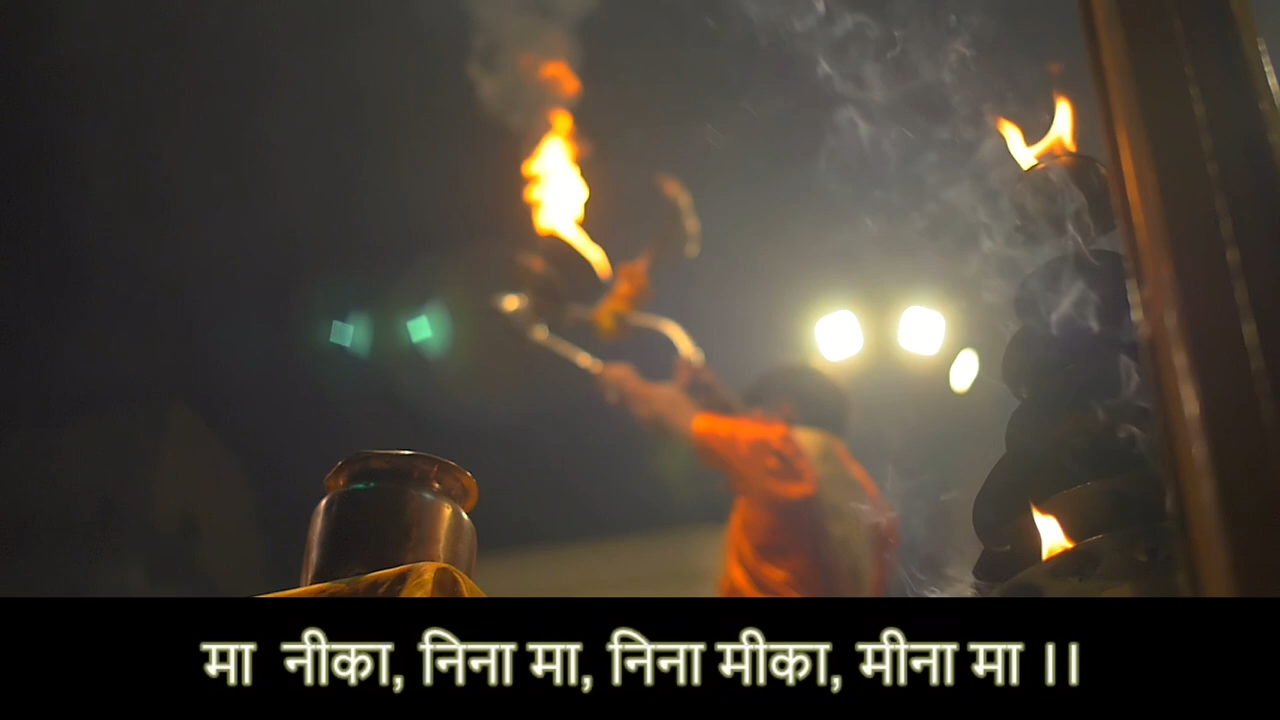 मा  नीका, निना मा, निना मीका, मीना मा ।।